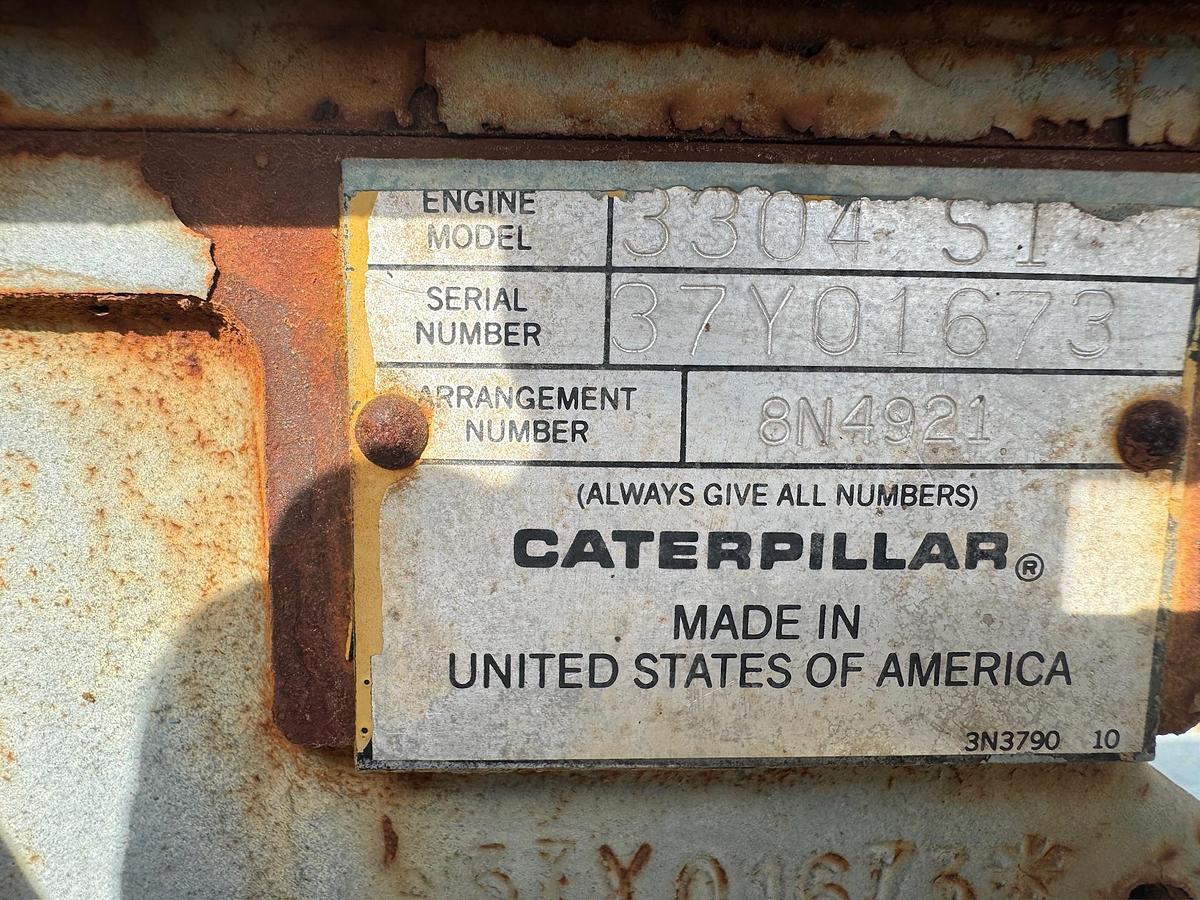 ENGINE MODEL 3304 SI
SERIAL NUMBER 37Y01673
ARRANGEMENT NUMBER 8N4921
(ALWAYS GIVE ALL NUMBERS)
CATERPILLAR®
MADE IN
UNITED STATES OF AMERICA
3N3790 10
37Y01673*